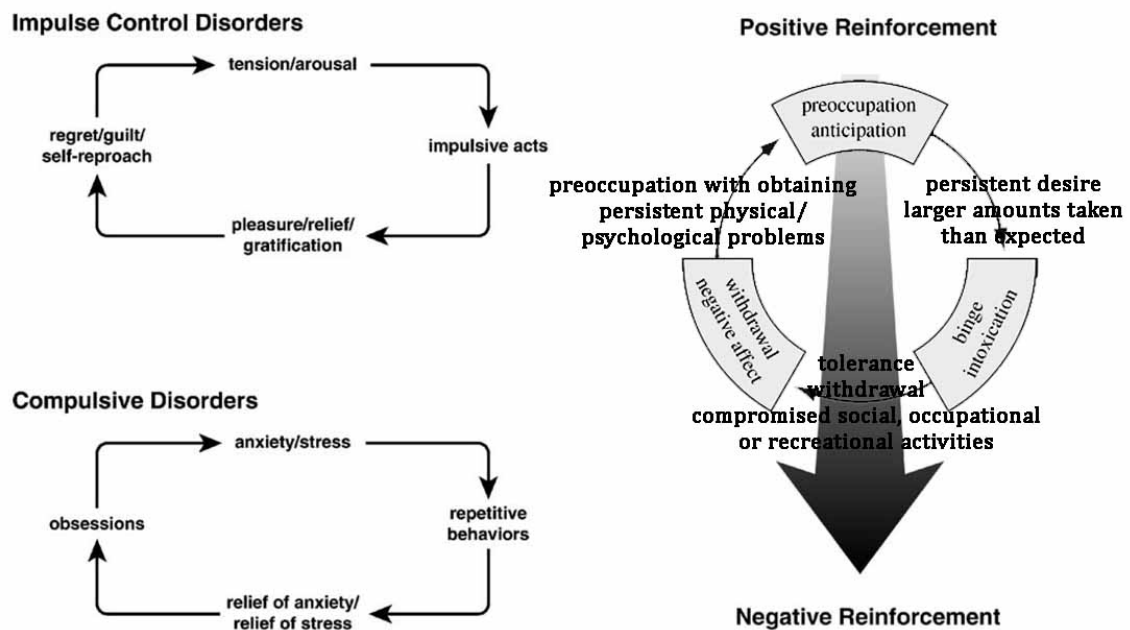 Impulse Control Disorders
tension/arousal
regret/guilt/
self-reproach
impulsive acts
pleasure/relief/
gratification
Compulsive Disorders
anxiety/stress
obsessions
repetitive
behaviors
relief of anxiety/
relief of stress
Positive Reinforcement
preoccupation
anticipation
preoccupation with obtaining
persistent physical/
psychological problems
persistent desire
larger amounts taken
than expected
withdrawal
negative affect
binge
intoxication
tolerance
withdrawal
compromised social, occupational
or recreational activities
Negative Reinforcement